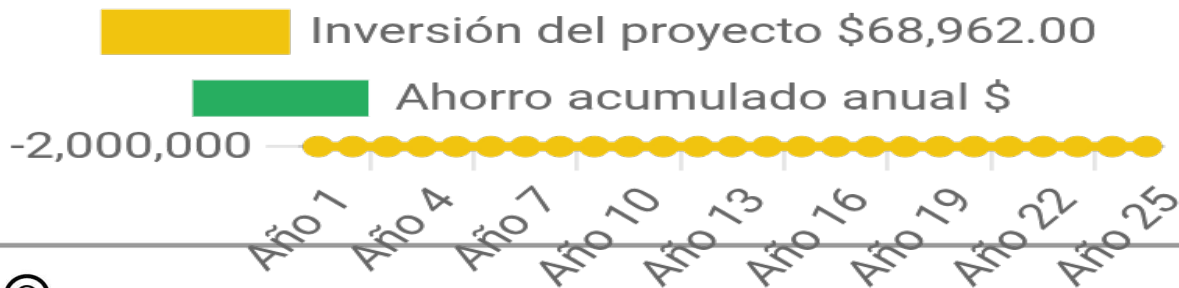 Inversión del proyecto $68,962.00
Ahorro acumulado anual $
-2,000,000
Año 1 Año 4 Año 7 Año 10 Año 13 Año 16 Año 19 Año 22 Año 25